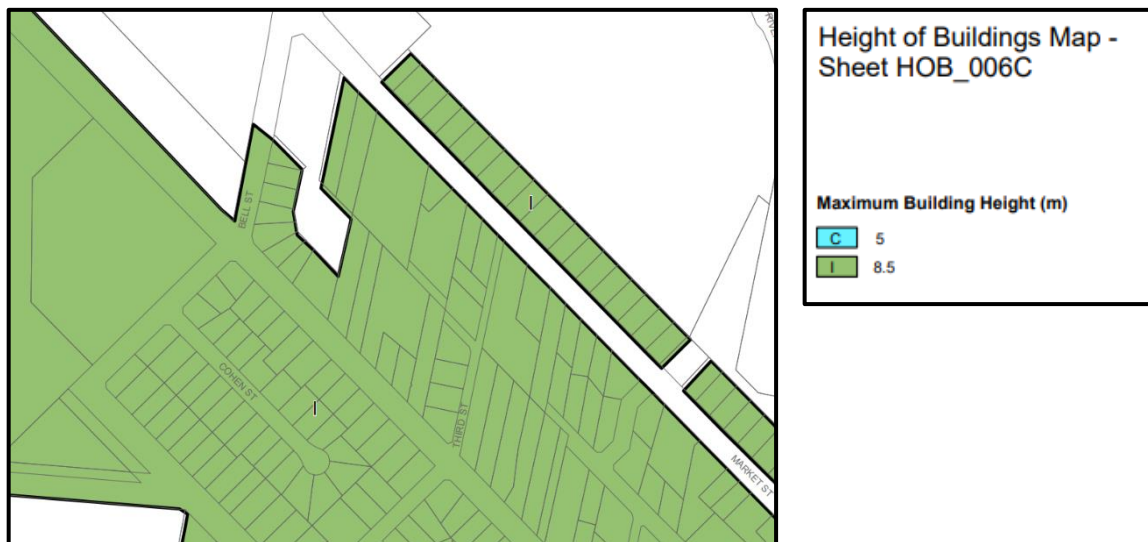 RIVE
BELL ST
I
COHEN ST
I
THIRD ST
MARKET ST
Height of Buildings Map -
Sheet HOB_006C
Maximum Building Height (m)
C 5
I 8.5